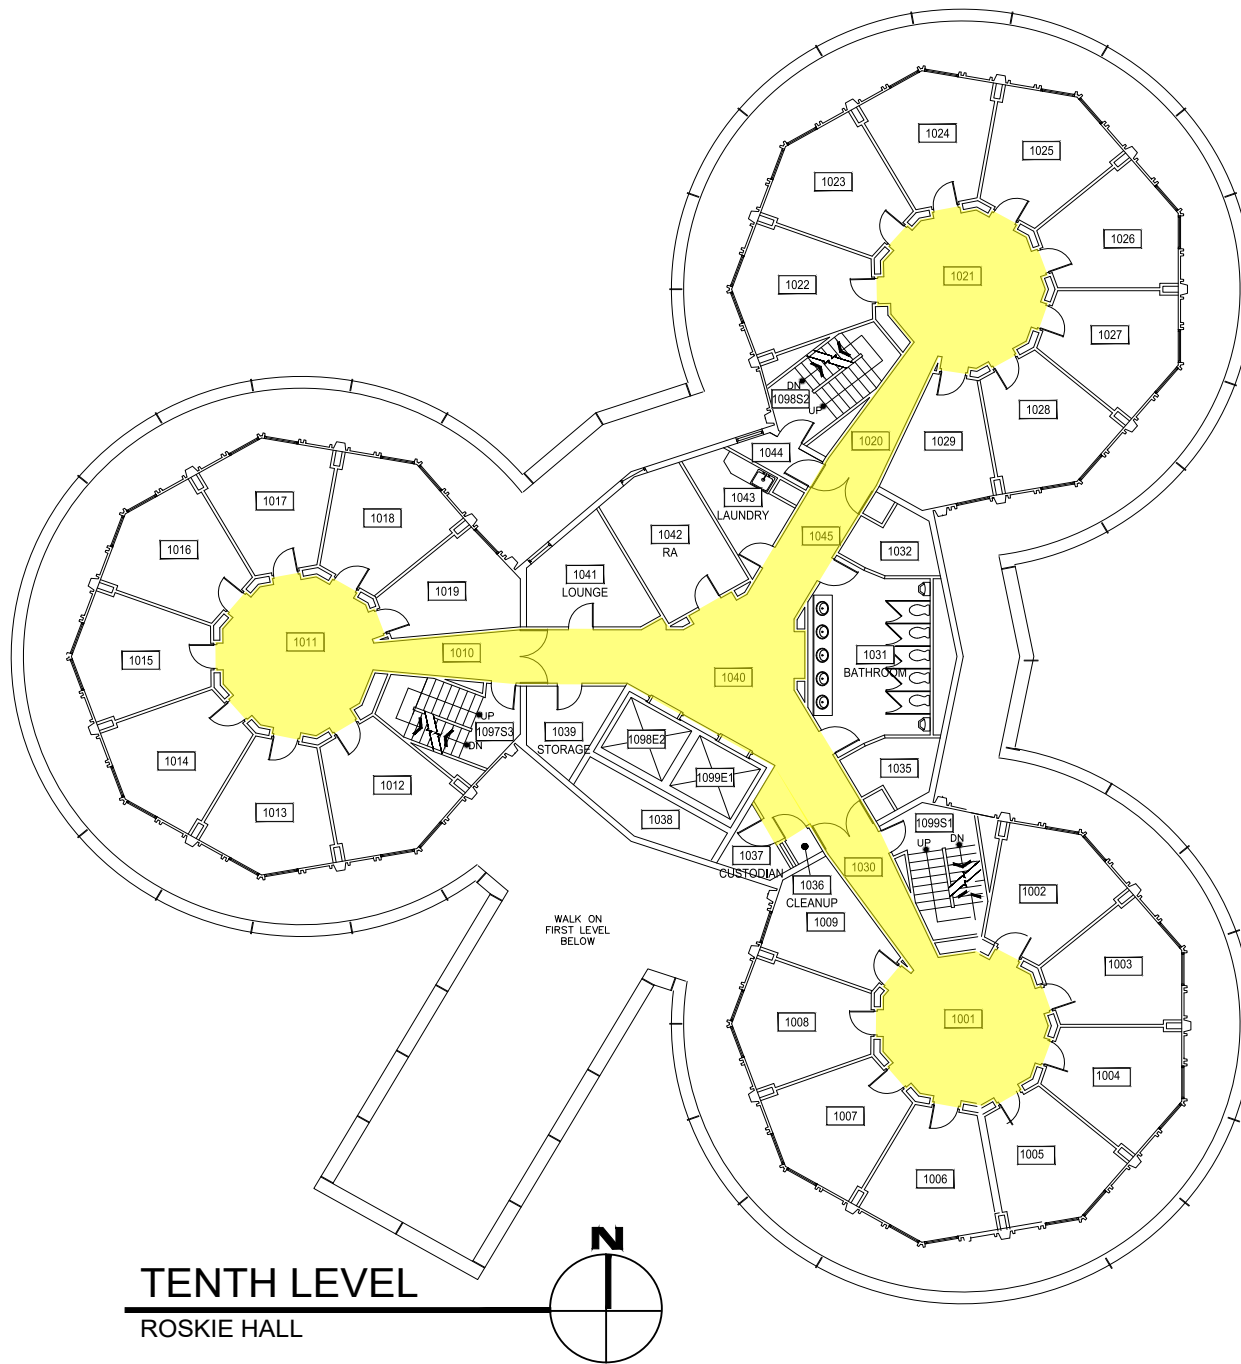 1024
1025
1023
1026
1021
1022
1027
DN
1098S2
UP
1028
1020
1029
1044
1043
LAUNDRY
1017
1018
1042
RA
1045
1016
1032
1041
LOUNGE
1019
1011
1010
1015
1031
BATHROOM
1040
UP
1097S3
DN
1039
STORAGE
1098E2
1014
1035
1099E1
1012
1013
1038
1099S1
UP
DN
1037
CUSTODIAN
1030
1036
CLEANUP
1002
1009
WALK ON
FIRST LEVEL
BELOW
1003
1008
1001
1004
1007
1005
1006
N
TENTH LEVEL
ROSKIE HALL